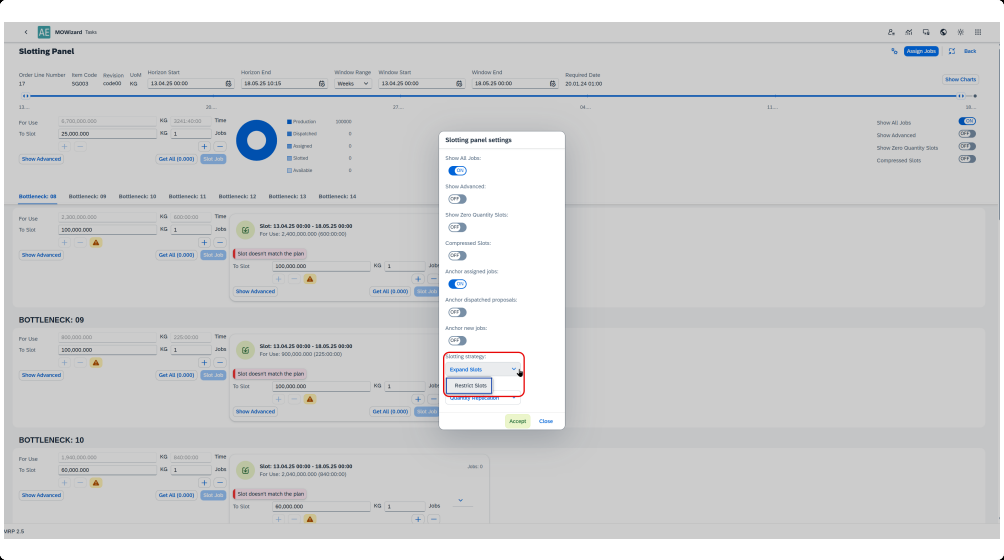 AE MOWizard Tasks
Slotting Panel
Assign Jobs Back
Order Line Number Item Code Revision UoM Horizon Start Horizon End Window Range Window Start Window End Required Date
17 SG003 code00 KG 13.04.25 00:00 18.05.25 10:15 Weeks 13.04.25 00:00 18.05.25 00:00 20.01.24 01:00
Show Charts
13... 20... 27... 04... 11... 18...
For Use 6,700,000.000 KG 3241:40:00 Time
To Slot 25,000.000 KG 1 Jobs
Show Advanced Get All (0.000) Slot Job
Production 100000
Dispatched 0
Assigned 0
Slotted 0
Available 0
Show All Jobs ON
Show Advanced OFF
Show Zero Quantity Slots OFF
Compressed Slots OFF
Bottleneck: 08 Bottleneck: 09 Bottleneck: 10 Bottleneck: 11 Bottleneck: 12 Bottleneck: 13 Bottleneck: 14
For Use 2,300,000.000 KG 600:00:00 Time
To Slot 100,000.000 KG 1 Jobs
Show Advanced Get All (0.000) Slot Job
Slot: 13.04.25 00:00 - 18.05.25 00:00
For Use: 2,400,000.000 (600:00:00)
Slot doesn't match the plan
To Slot 100,000.000 KG 1 Jobs
Show Advanced Get All (0.000) Slot Job
BOTTLENECK: 09
For Use 900,000.000 KG 225:00:00 Time
To Slot 100,000.000 KG 1 Jobs
Show Advanced Get All (0.000) Slot Job
Slot: 13.04.25 00:00 - 18.05.25 00:00
For Use: 900,000.000 (225:00:00)
Slot doesn't match the plan
To Slot 100,000.000 KG 1 Jobs
Show Advanced Get All (0.000) Slot Job
BOTTLENECK: 10
For Use 1,940,000.000 KG 840:00:00 Time
To Slot 60,000.000 KG 1 Jobs
Show Advanced Get All (0.000) Slot Job
Slot: 13.04.25 00:00 - 18.05.25 00:00
For Use: 2,040,000.000 (840:00:00)
Jobs: 0
Slot doesn't match the plan
To Slot 60,000.000 KG 1 Jobs
MRP 2.5
Slotting panel settings
Show All Jobs:
ON
Show Advanced:
OFF
Show Zero Quantity Slots:
OFF
Compressed Slots:
OFF
Anchor assigned jobs:
ON
Anchor dispatched proposals:
OFF
Anchor new jobs:
OFF
Slotting strategy:
Expand Slots
Restrict Slots
Quantity Repetition
Accept Close